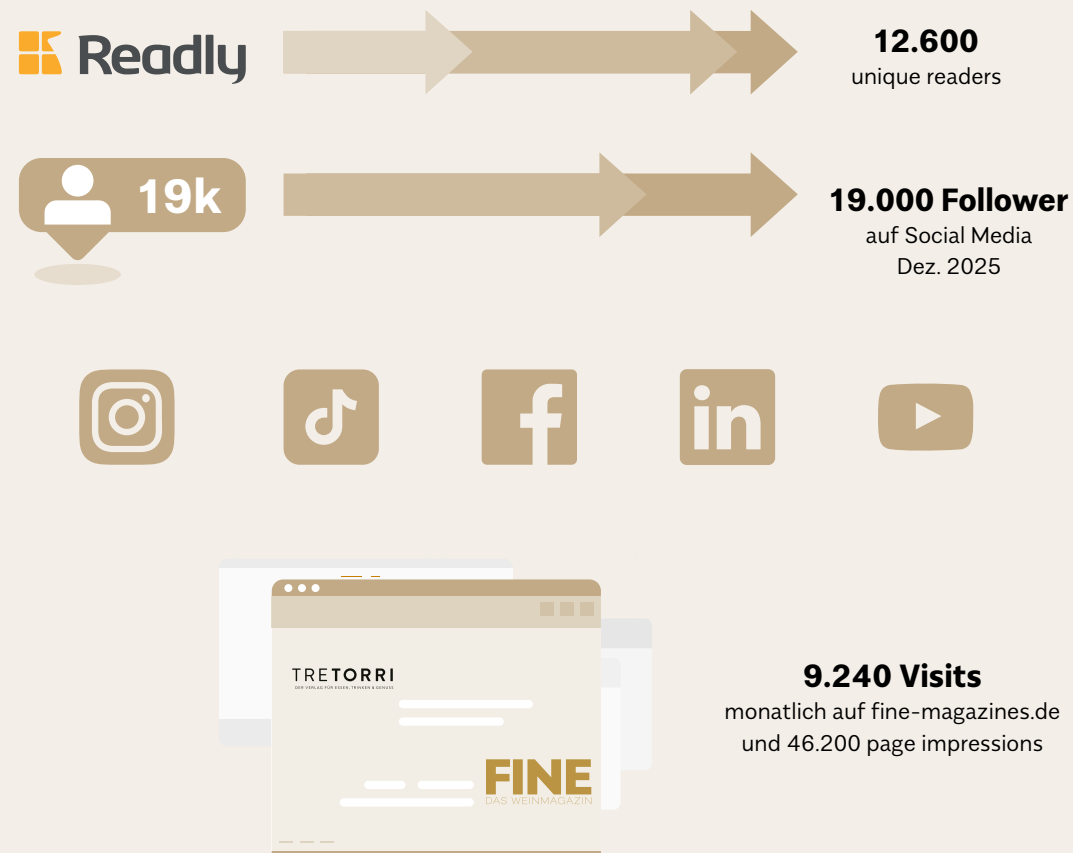 Readly
12.600
unique readers
19k
19.000 Follower
auf Social Media
Dez. 2025
in
TRETORRI
DER VERLAG FÜR ESSEN, TRINKEN & GENUSS
FINE
DAS WEINMAGAZIN
9.240 Visits
monatlich auf fine-magazines.de
und 46.200 page impressions